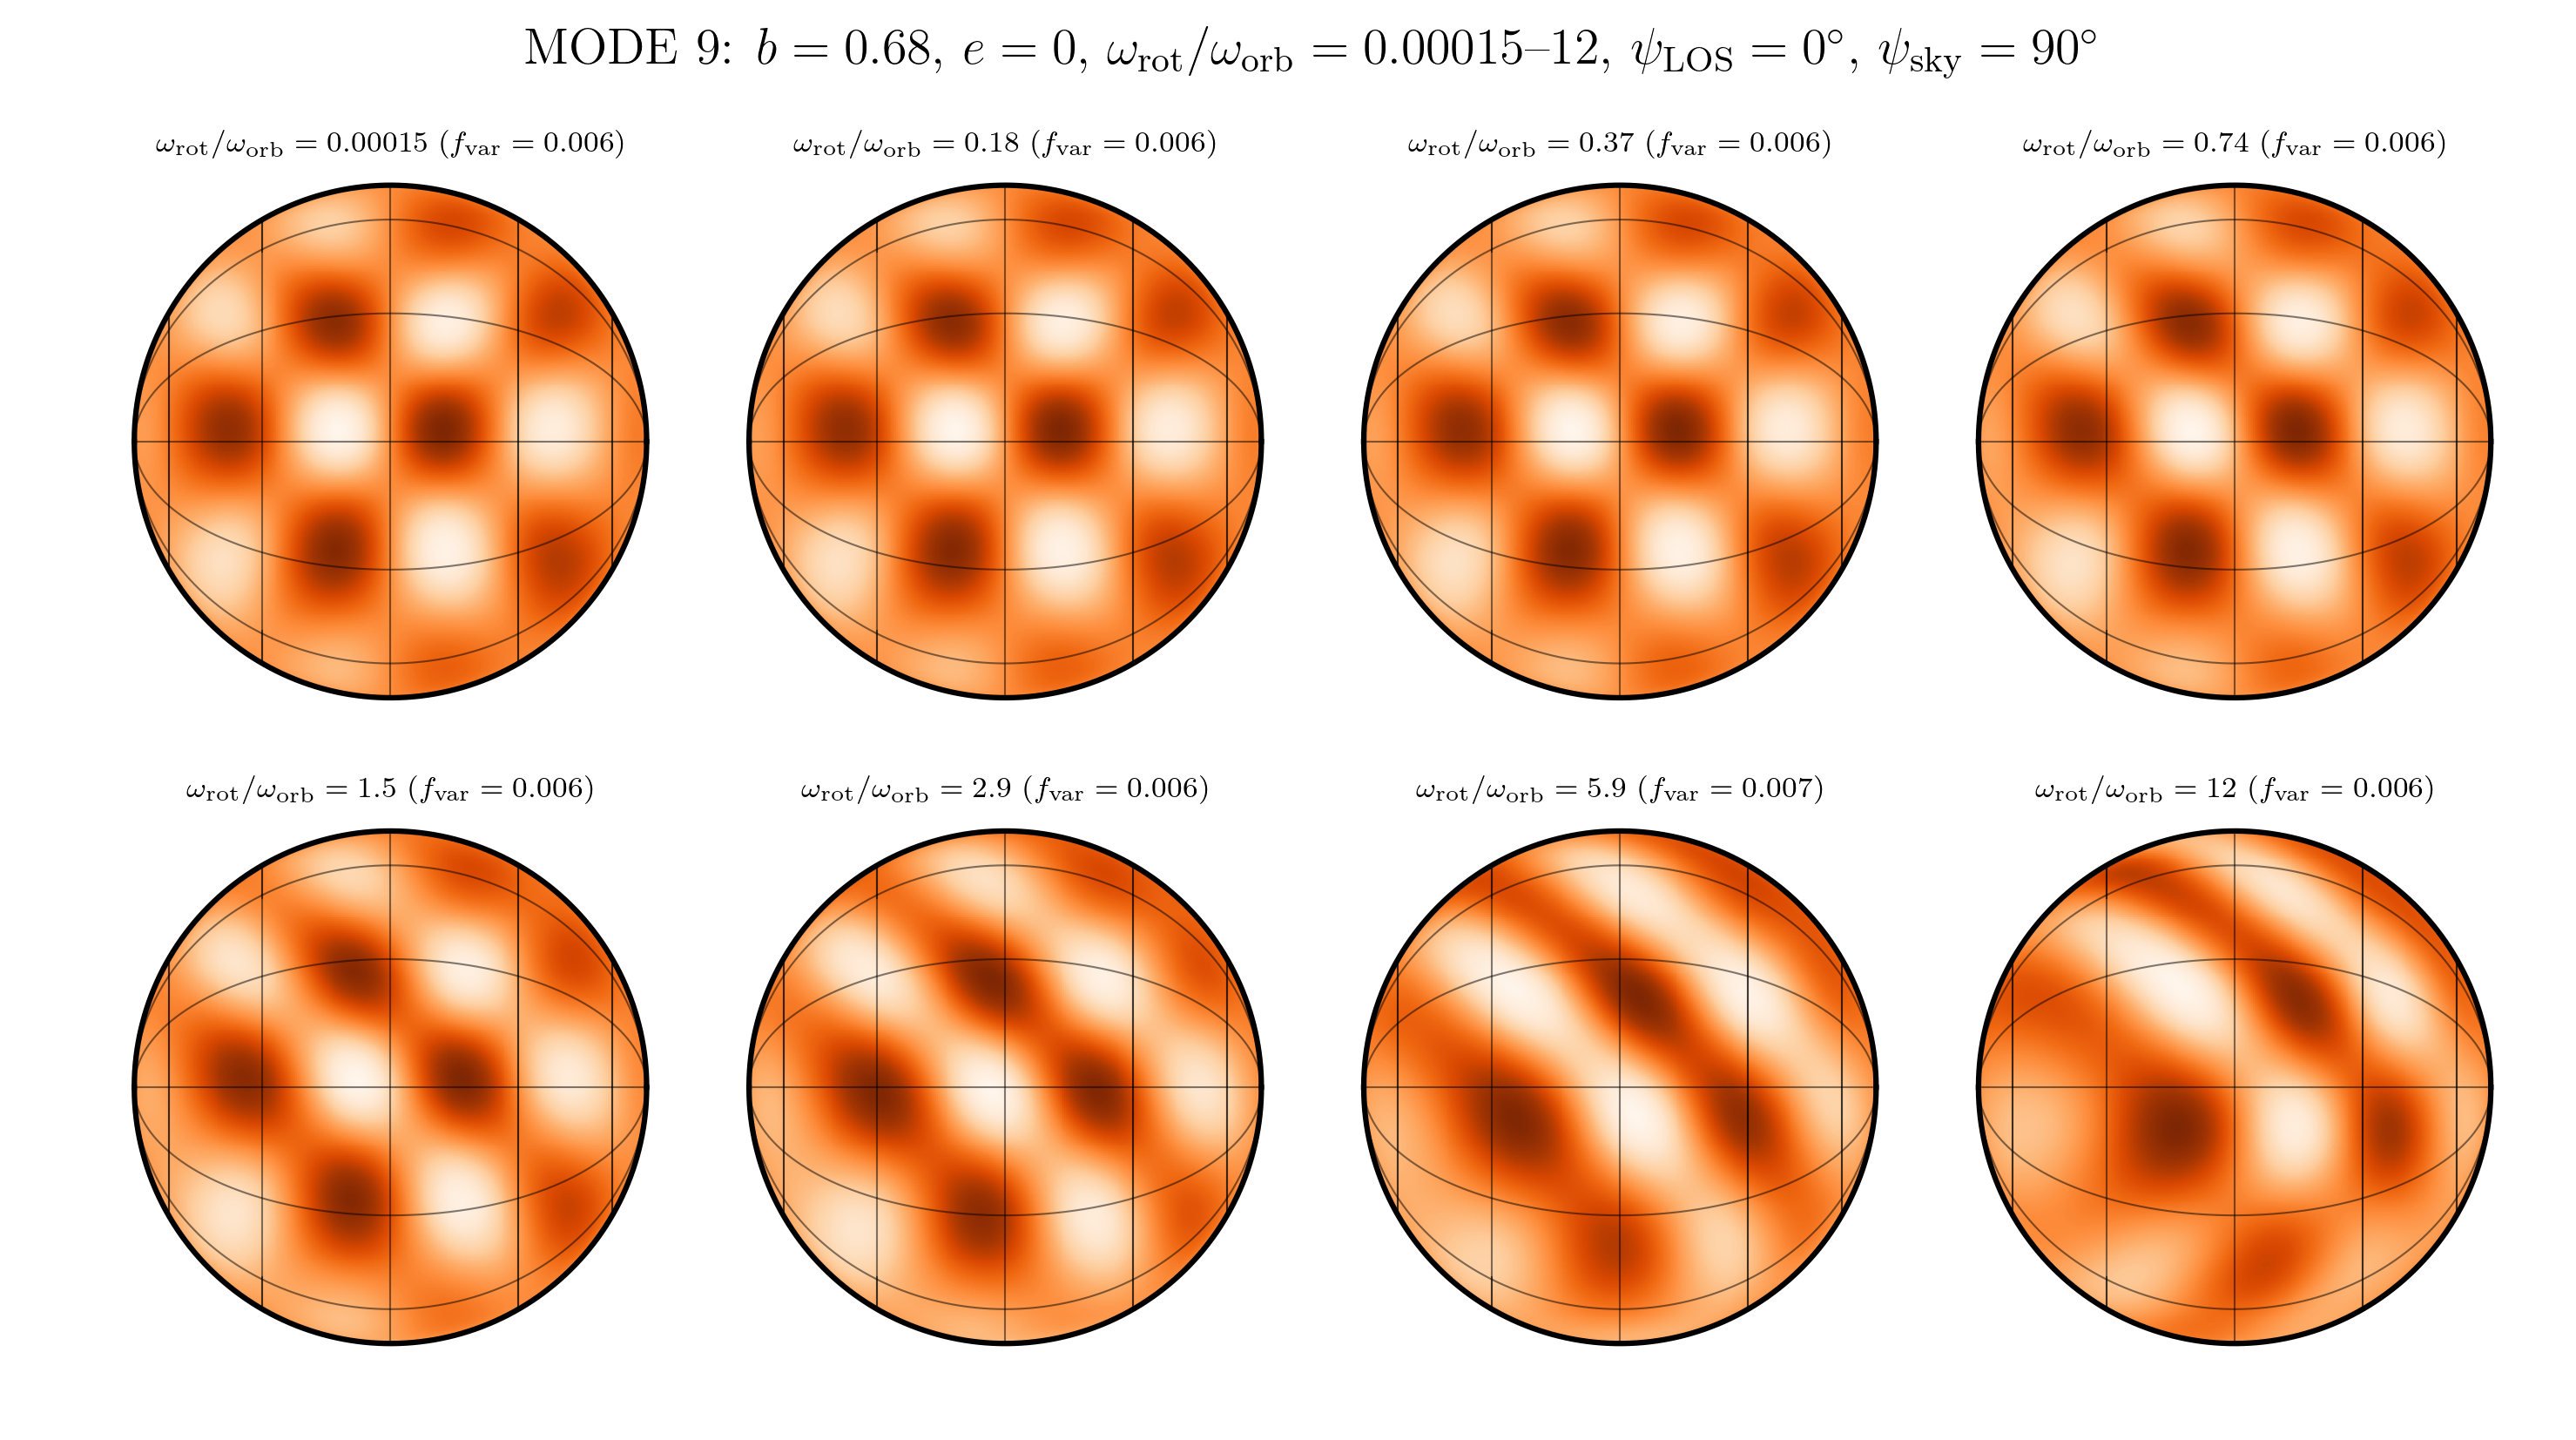 MODE 9: b = 0.68, e = 0, ω_rot/ω_orb = 0.00015–12, ψ_LOS = 0°, ψ_sky = 90°
ω_rot/ω_orb = 0.00015 (f_var = 0.006)
ω_rot/ω_orb = 0.18 (f_var = 0.006)
ω_rot/ω_orb = 0.37 (f_var = 0.006)
ω_rot/ω_orb = 0.74 (f_var = 0.006)
ω_rot/ω_orb = 1.5 (f_var = 0.006)
ω_rot/ω_orb = 2.9 (f_var = 0.006)
ω_rot/ω_orb = 5.9 (f_var = 0.007)
ω_rot/ω_orb = 12 (f_var = 0.006)